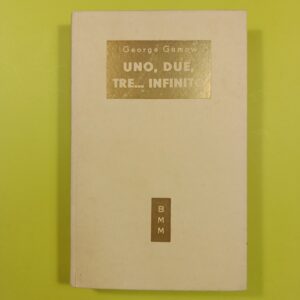 George Gamow
UNO, DUE,
TRE... INFINITO
B
M
M